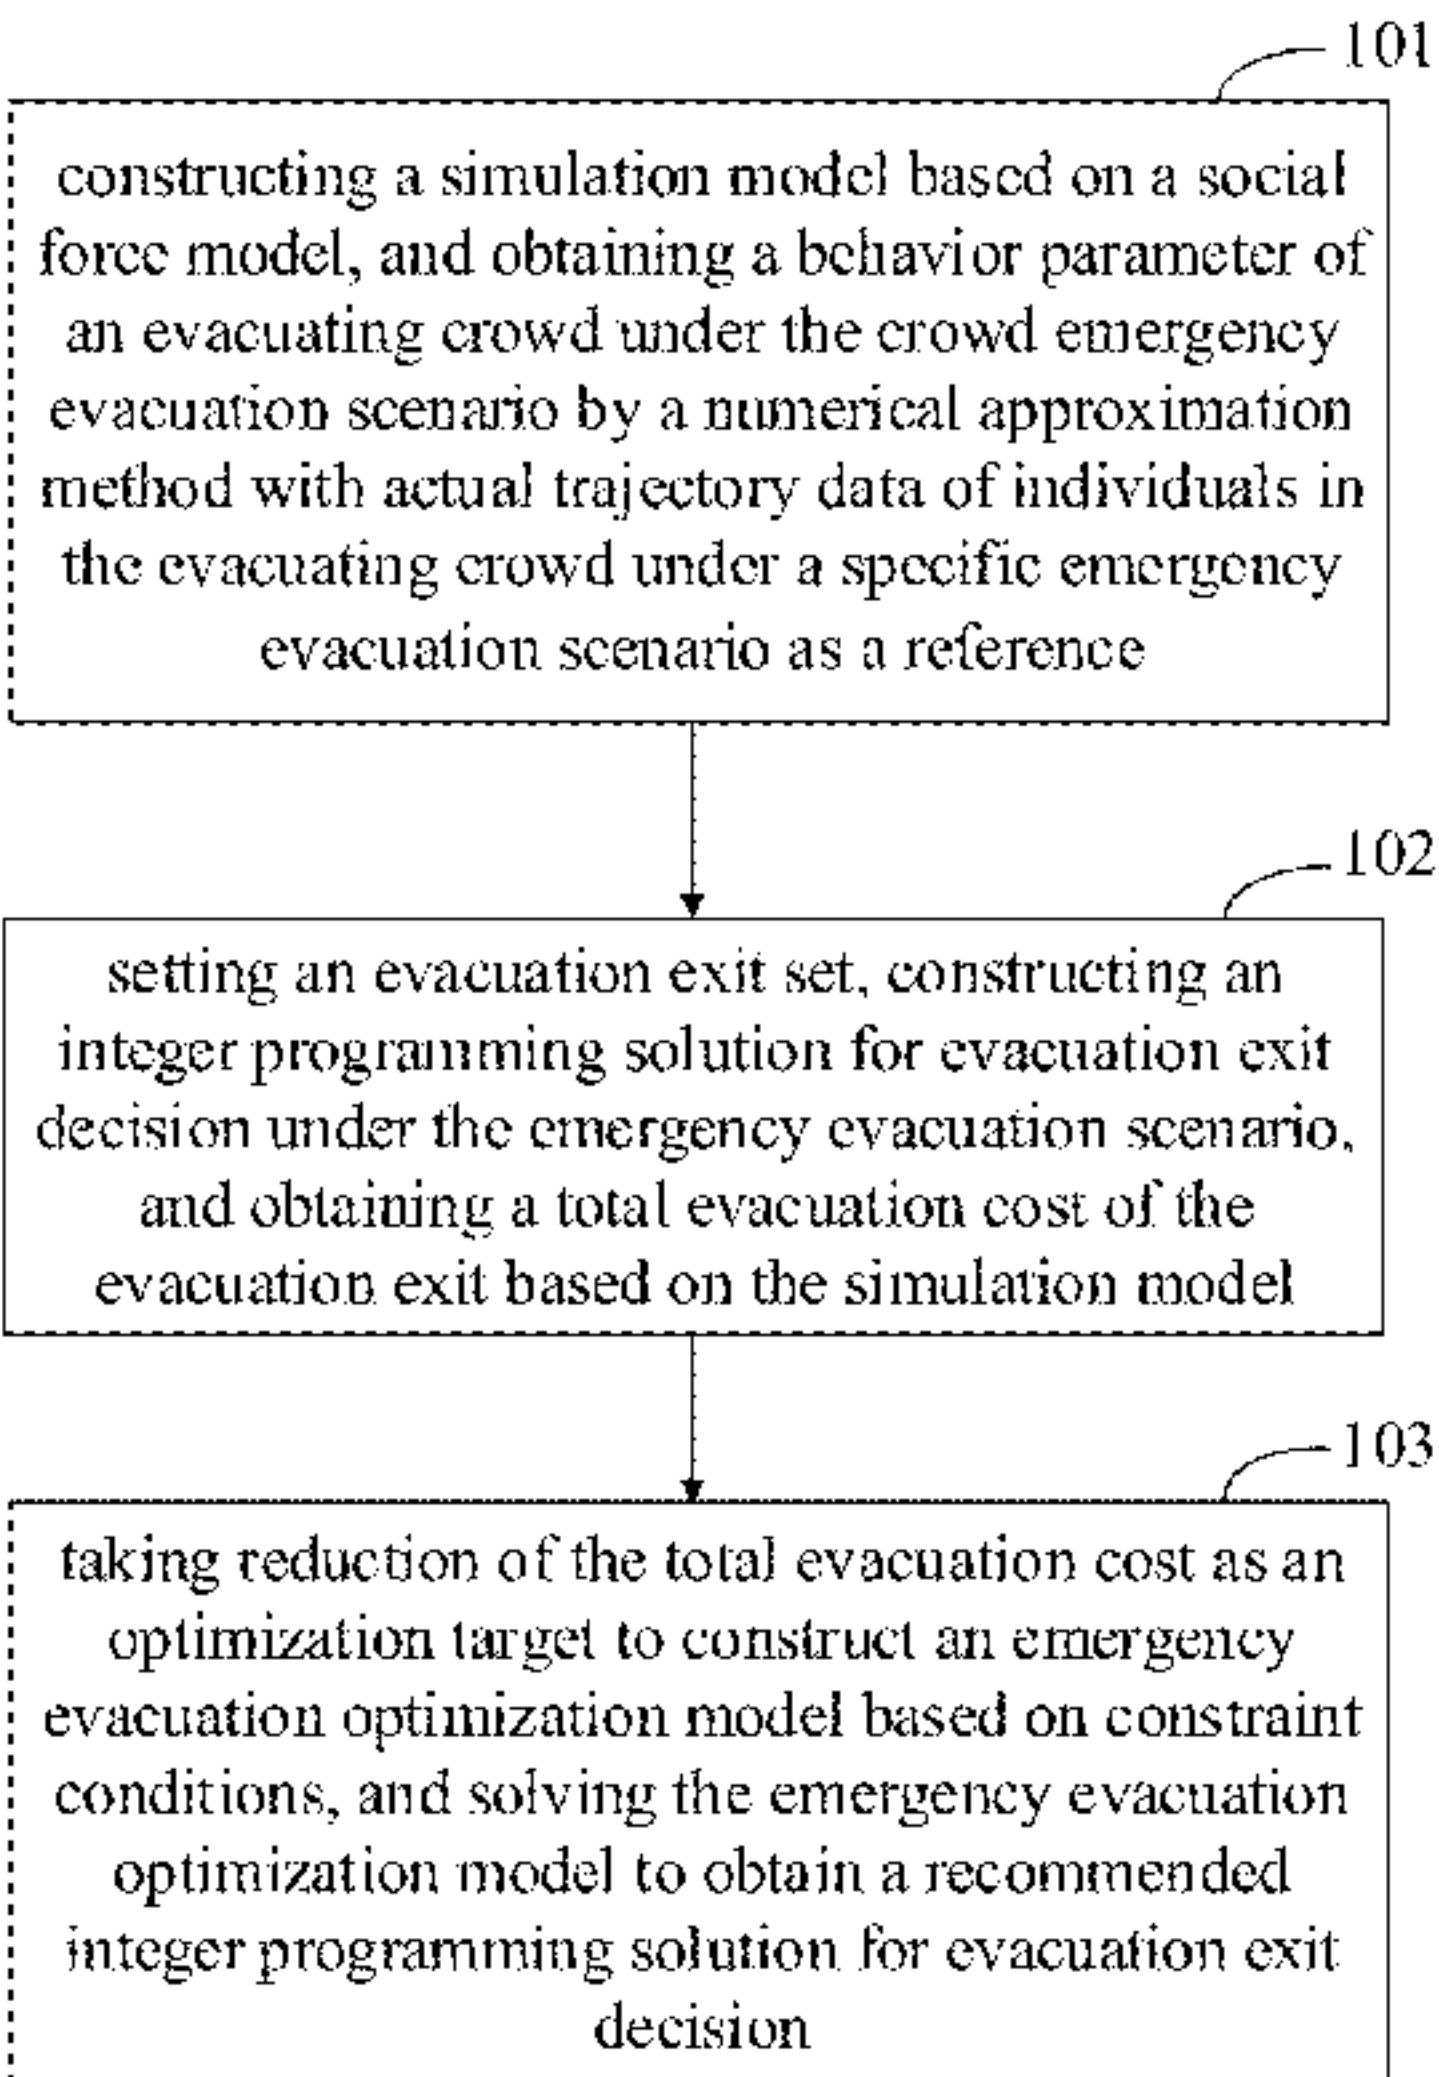 101
constructing a simulation model based on a social
force model, and obtaining a behavior parameter of
an evacuating crowd under the crowd emergency
evacuation scenario by a numerical approximation
method with actual trajectory data of individuals in
the evacuating crowd under a specific emergency
evacuation scenario as a reference
102
setting an evacuation exit set, constructing an
integer programming solution for evacuation exit
decision under the emergency evacuation scenario,
and obtaining a total evacuation cost of the
evacuation exit based on the simulation model
103
taking reduction of the total evacuation cost as an
optimization target to construct an emergency
evacuation optimization model based on constraint
conditions, and solving the emergency evacuation
optimization model to obtain a recommended
integer programming solution for evacuation exit
decision